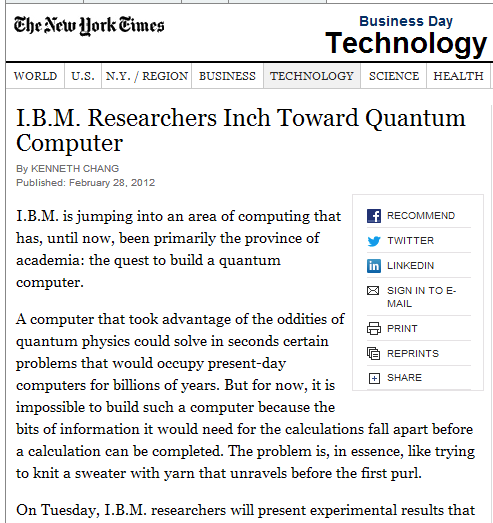 The New York Times
Business Day
Technology
WORLD U.S. N.Y. / REGION BUSINESS TECHNOLOGY SCIENCE HEALTH
I.B.M. Researchers Inch Toward Quantum
Computer
By KENNETH CHANG
Published: February 28, 2012
I.B.M. is jumping into an area of computing that
has, until now, been primarily the province of
academia: the quest to build a quantum
computer.
RECOMMEND
TWITTER
LINKEDIN
SIGN IN TO E-
MAIL
PRINT
REPRINTS
SHARE
A computer that took advantage of the oddities of
quantum physics could solve in seconds certain
problems that would occupy present-day
computers for billions of years. But for now, it is
impossible to build such a computer because the
bits of information it would need for the calculations fall apart before
a calculation can be completed. The problem is, in essence, like trying
to knit a sweater with yarn that unravels before the first purl.
On Tuesday, I.B.M. researchers will present experimental results that